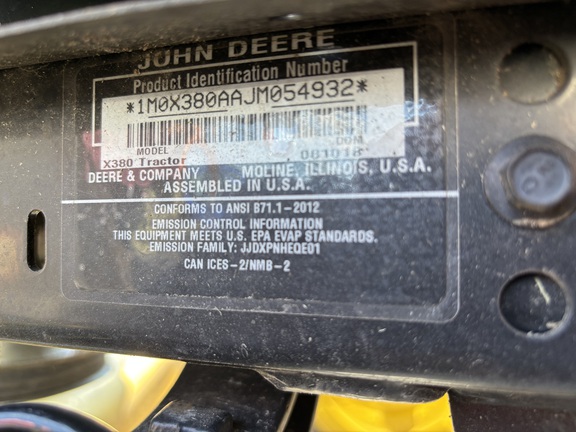 JOHN DEERE
Product Identification Number
*1M0X380AAJM054932*
MODEL DOM
X380 Tractor 081018
DEERE & COMPANY MOLINE, ILLINOIS, U.S.A.
ASSEMBLED IN U.S.A.
CONFORMS TO ANSI B71.1-2012
EMISSION CONTROL INFORMATION
THIS EQUIPMENT MEETS U.S. EPA EVAP STANDARDS.
EMISSION FAMILY: JJDXPNHEQE01
CAN ICES-2/NMB-2